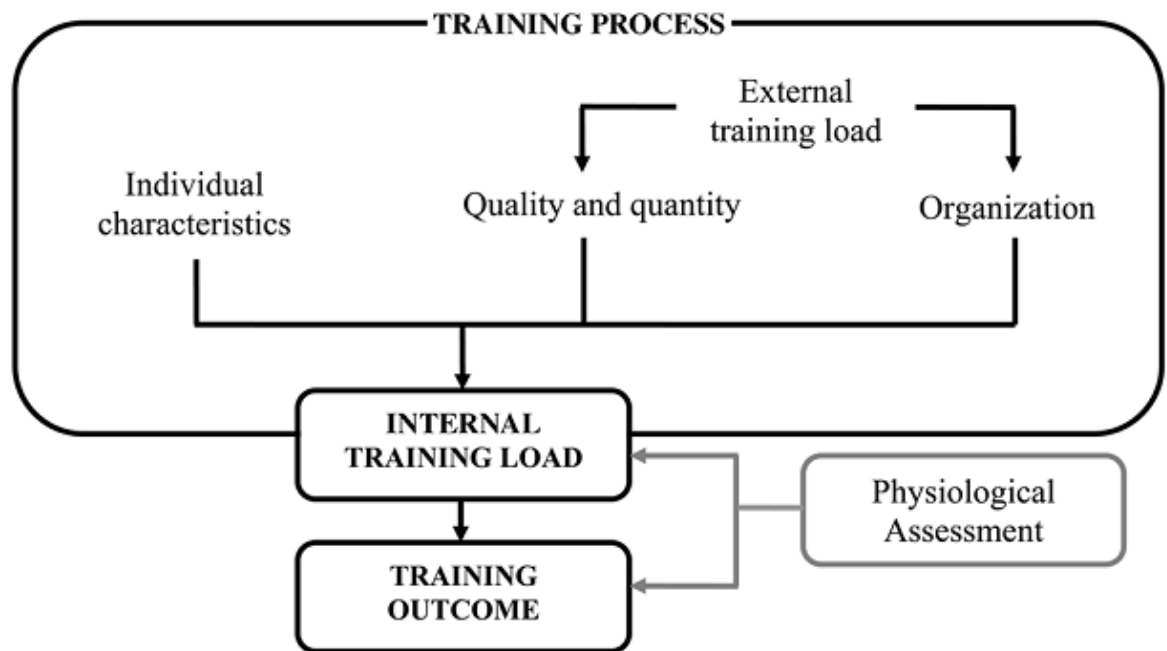 TRAINING PROCESS
External
training load
Individual
characteristics
Quality and quantity
Organization
INTERNAL
TRAINING LOAD
Physiological
Assessment
TRAINING
OUTCOME